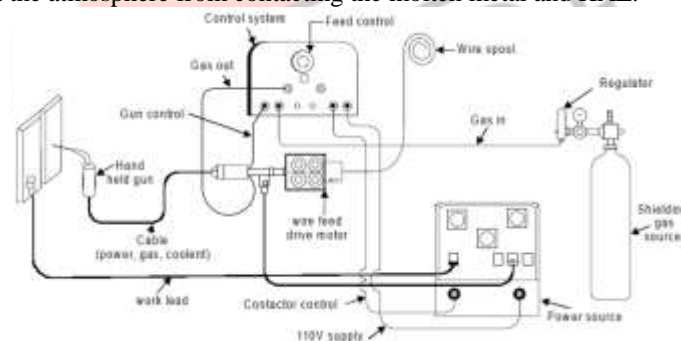 the atmosphere from contacting the molten metal and HAZ.
Control system
Feed control
Gas out
Wire spool
Regulator
Gun control
Gas in
Hand
held gun
Shielding
gas
source
wire feed
drive motor
Cable
(power, gas, coolent)
work lead
Contactor control
Power source
110V supply